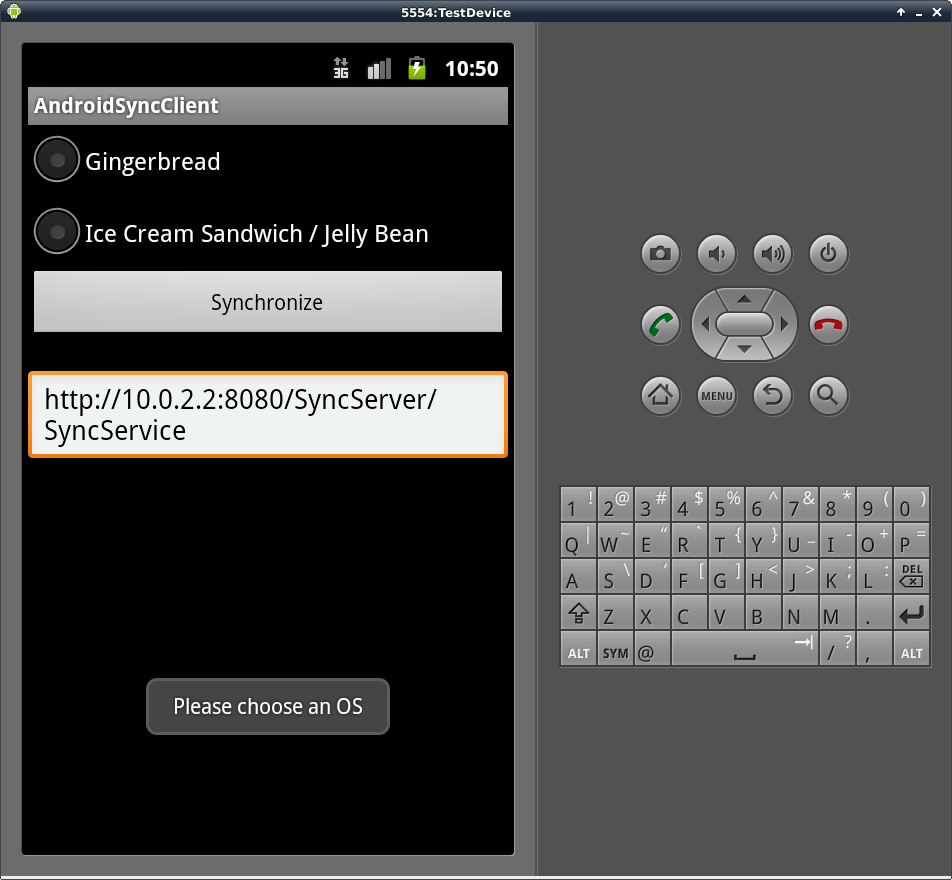 5554:TestDevice
3G 10:50
AndroidSyncClient
Gingerbread
Ice Cream Sandwich / Jelly Bean
Synchronize
http://10.0.2.2:8080/SyncServer/
SyncService
Please choose an OS
MENU
1 ! 2 @ 3 # 4 $ 5 % 6 ^ 7 & 8 * 9 ( 0 )
Q | W ~ E “ R ` T { Y } U _ I - O + P =
A S \ D ‘ F [ G ] H < J > K ; L : DEL
Z X C V B N M .
ALT SYM @ / ? , ALT